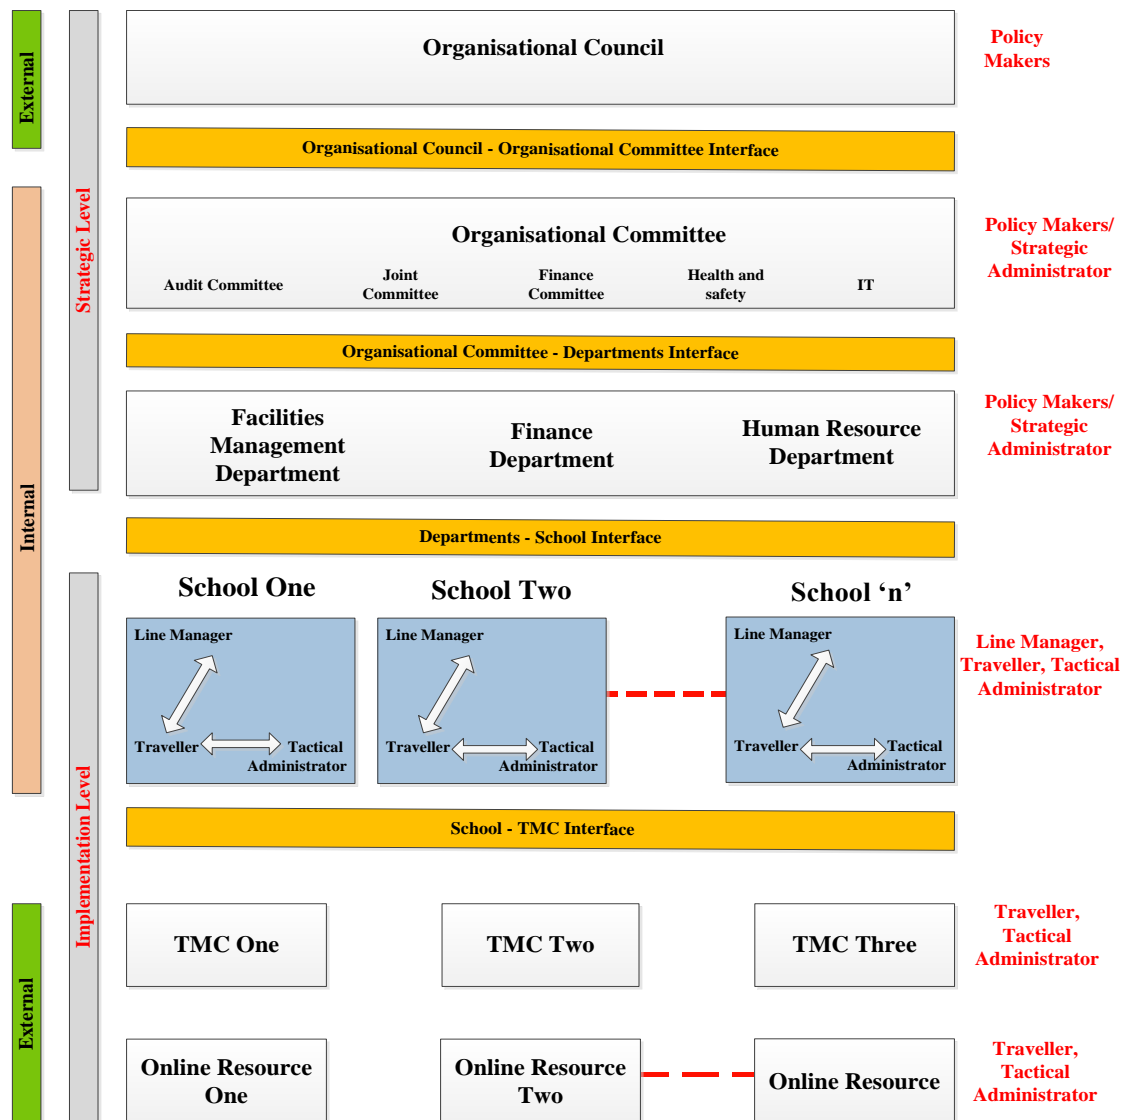 External
Strategic Level
Organisational Council
Policy
Makers
Organisational Council - Organisational Committee Interface
Internal
Organisational Committee
Audit Committee
Joint
Committee
Finance
Committee
Health and
safety
IT
Policy Makers/
Strategic
Administrator
Organisational Committee - Departments Interface
Facilities
Management
Department
Finance
Department
Human Resource
Department
Policy Makers/
Strategic
Administrator
Departments - School Interface
Implementation Level
School One
School Two
School ‘n’
Line Manager
Traveller
Tactical
Administrator
Line Manager
Traveller
Tactical
Administrator
Line Manager
Traveller
Tactical
Administrator
Line Manager,
Traveller, Tactical
Administrator
School - TMC Interface
External
TMC One
TMC Two
TMC Three
Traveller,
Tactical
Administrator
Online Resource
One
Online Resource
Two
Online Resource
Traveller,
Tactical
Administrator